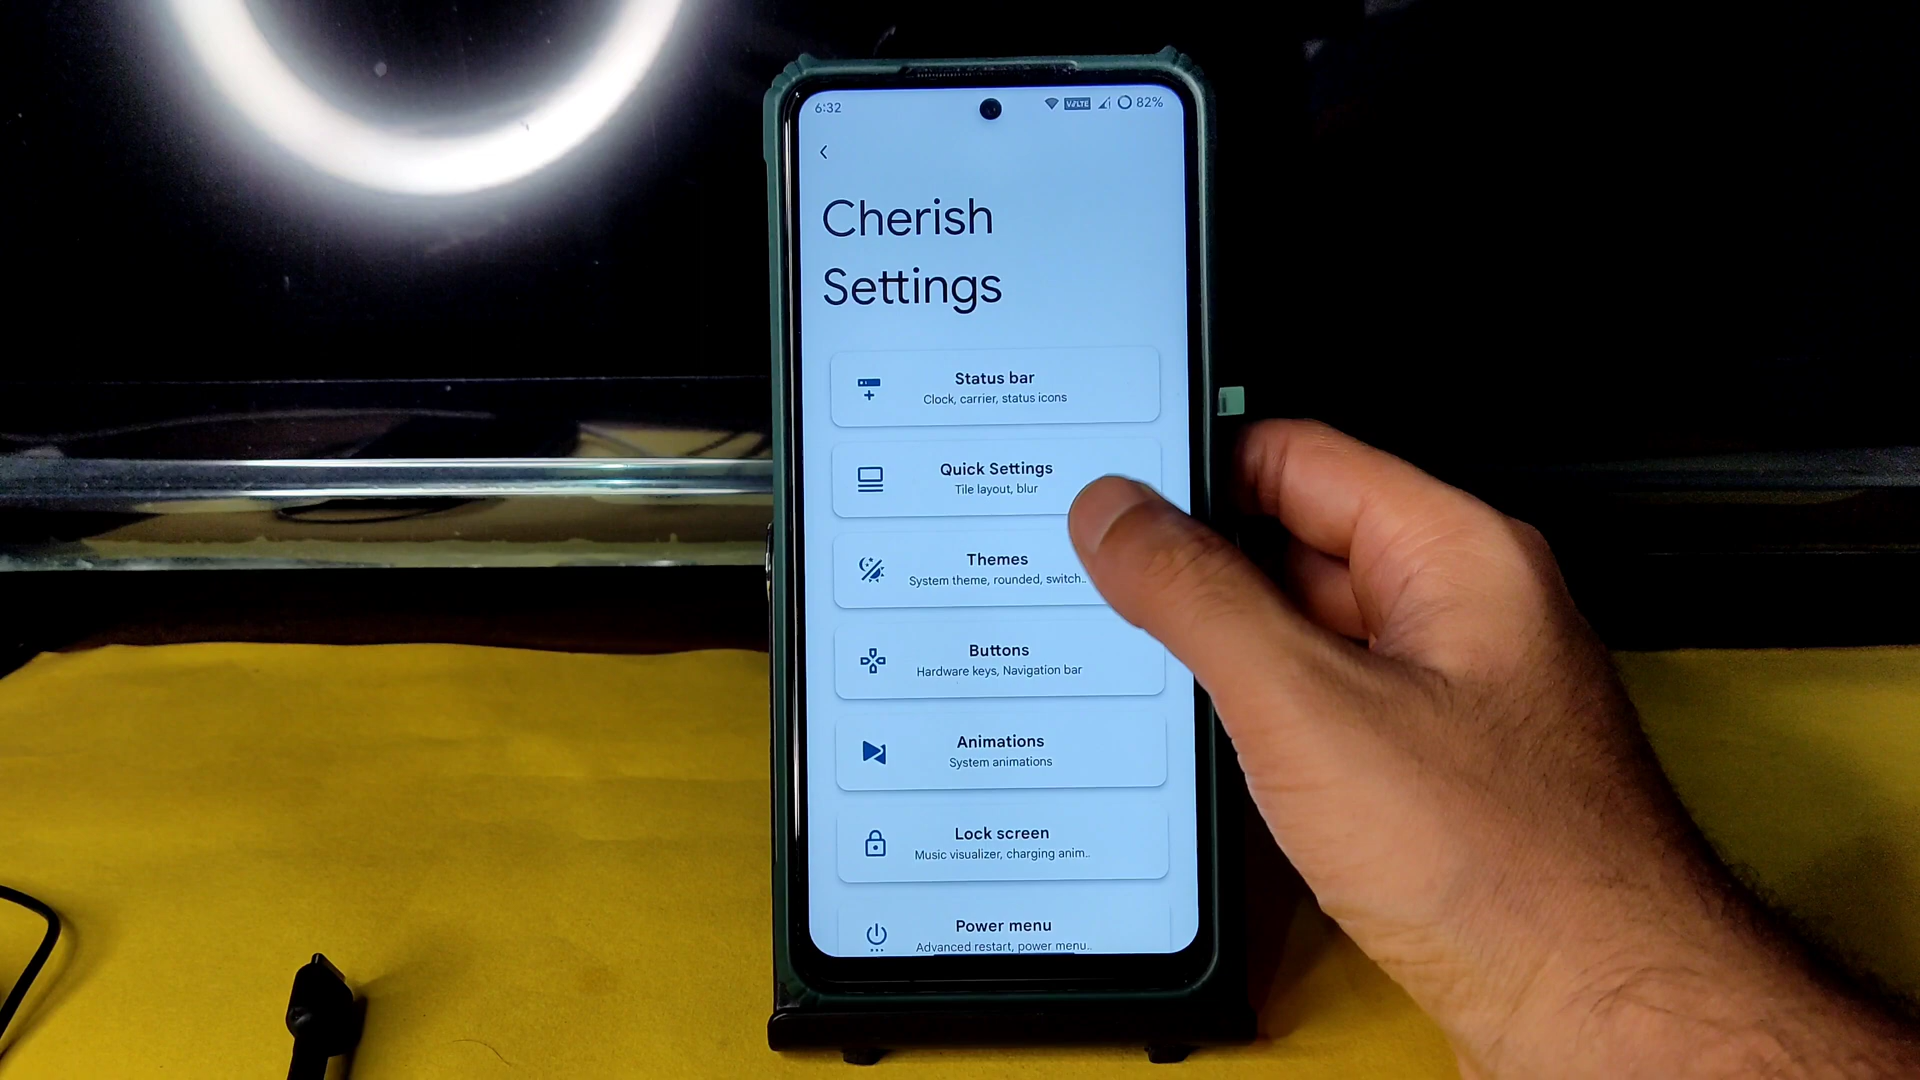 6:32
VoLTE 82%
Cherish
Settings
Status bar
Clock, carrier, status icons
Quick Settings
Tile layout, blur
Themes
System theme, rounded, switch..
Buttons
Hardware keys, Navigation bar
Animations
System animations
Lock screen
Music visualizer, charging anim..
Power menu
Advanced restart, power menu..